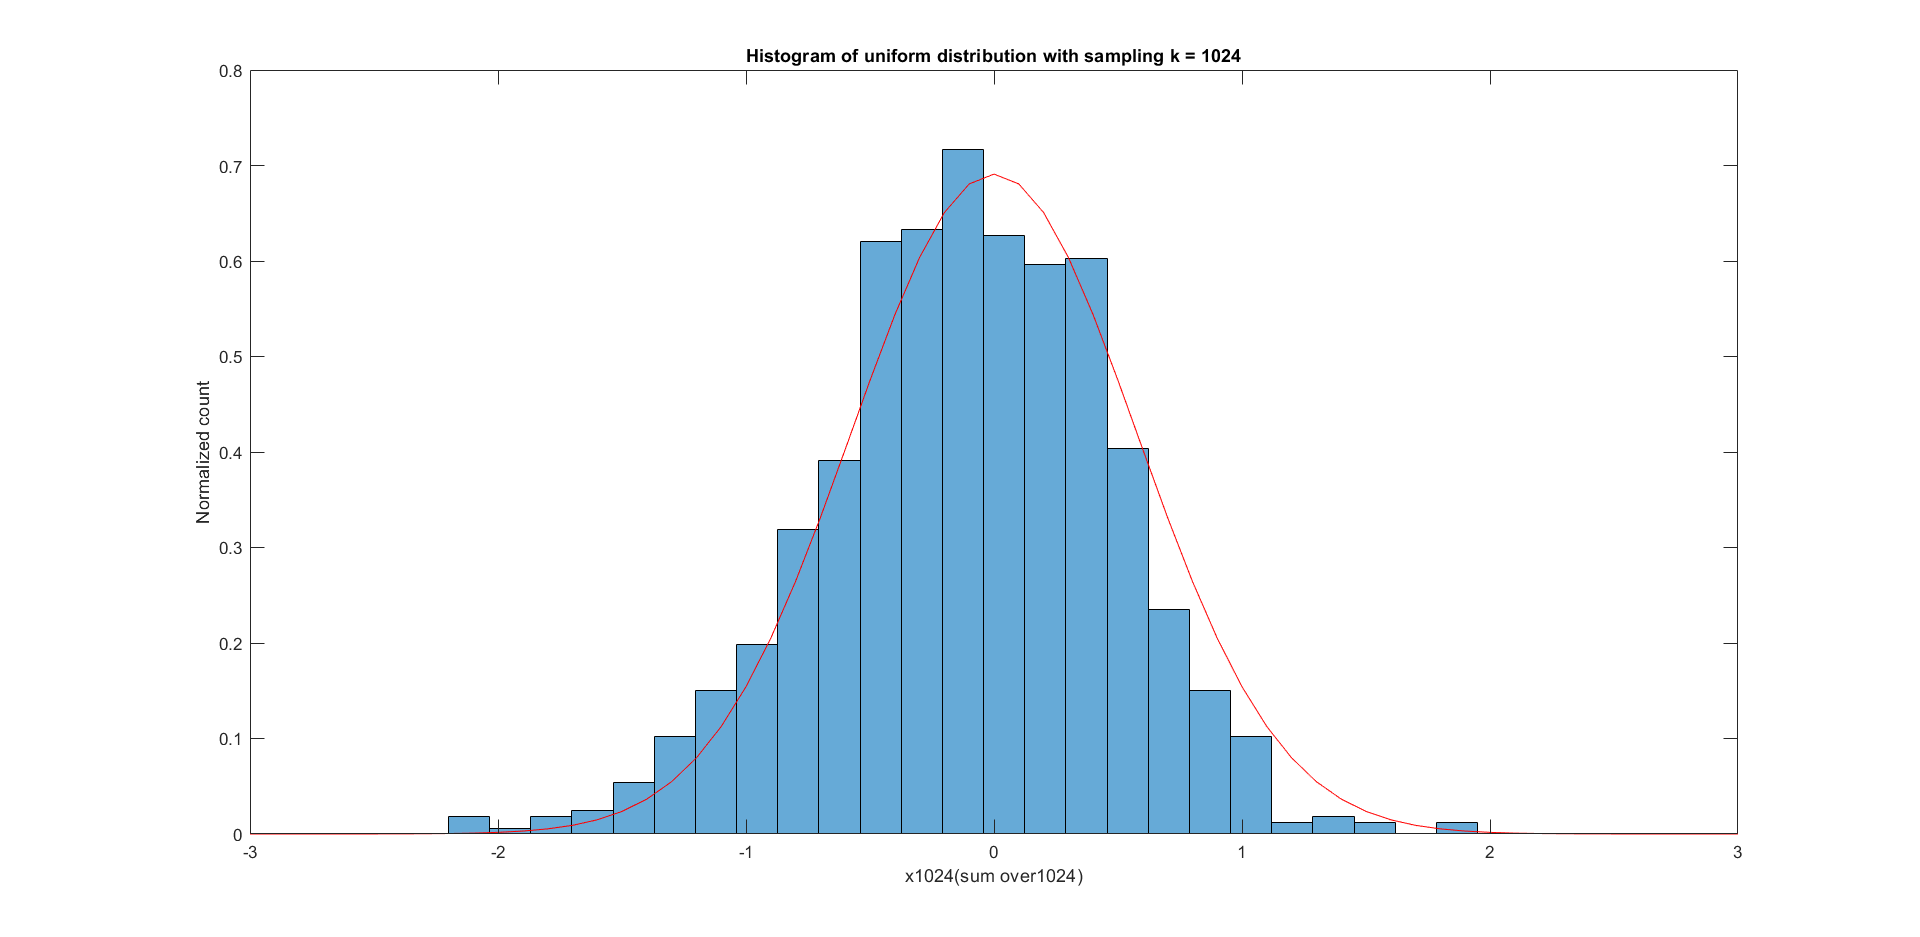 Histogram of uniform distribution with sampling k = 1024
0.8
0.7
0.6
0.5
0.4
0.3
0.2
0.1
0
Normalized count
-3 -2 -1 0 1 2 3
x1024(sum over1024)